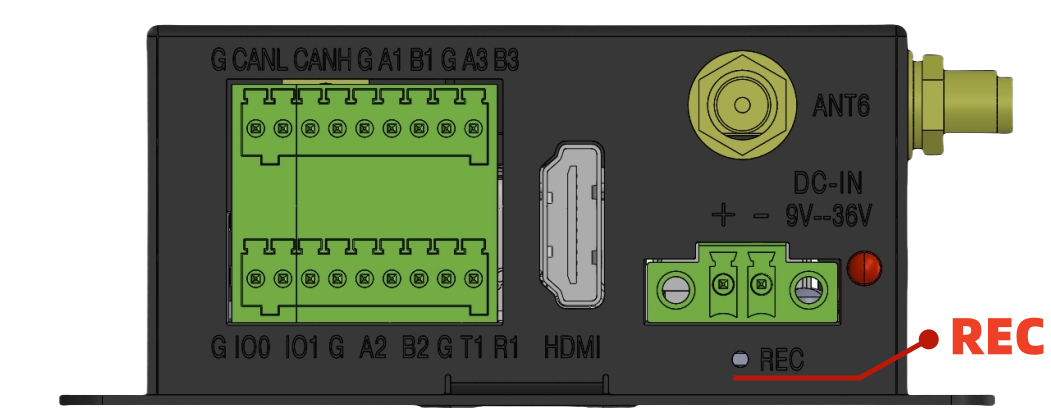 G CANL CANH G A1 B1 G A3 B3
ANT6
DC-IN
+ - 9V--36V
G IO0 IO1 G A2 B2 G T1 R1 HDMI
REC
REC